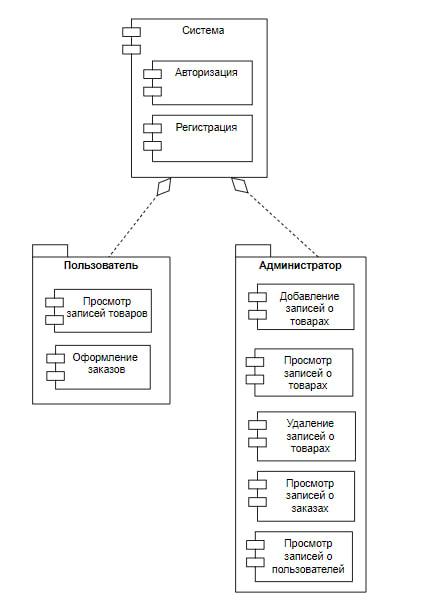 Система
Авторизация
Регистрация
Пользователь
Просмотр
записей товаров
Оформление
заказов
Администратор
Добавление
записей о
товарах
Просмотр
записей о
товарах
Удаление
записей о
товарах
Просмотр
записей о
заказах
Просмотр
записей о
пользователей